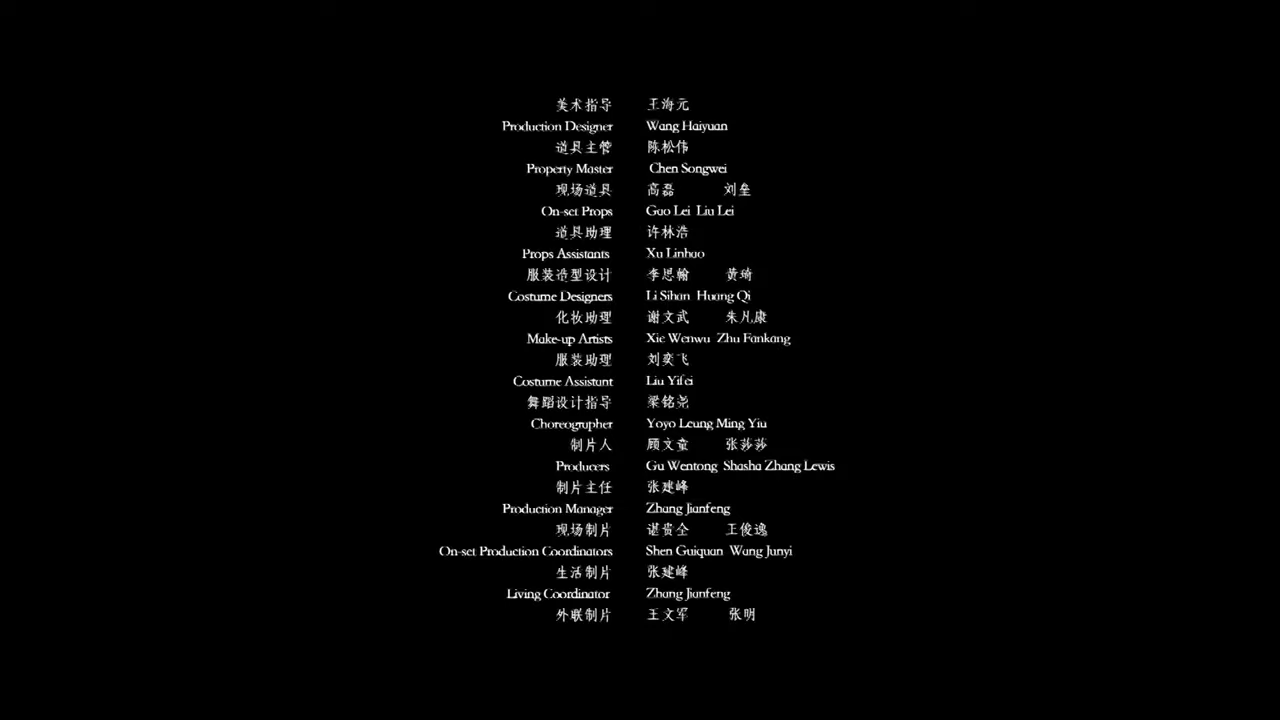 美术指导 王海元
Production Designer Wang Haiyuan
道具主管 陈松伟
Property Master Chen Songwei
现场道具 高磊 刘垒
On-set Props Guo Lei Liu Lei
道具助理 许林浩
Props Assistants Xu Linhao
服装造型设计 李思翰 黄琦
Costume Designers Li Sihan Huang Qi
化妆助理 谢文武 朱凡康
Make-up Artists Xie Wenwu Zhu Fankang
服装助理 刘奕飞
Costume Assistant Liu Yifei
舞蹈设计指导 梁铭尧
Choreographer Yoyo Leung Ming Yiu
制片人 顾文童 张莎莎
Producers Gu Wentong Shasha Zhang Lewis
制片主任 张建峰
Production Manager Zhang Jianfeng
现场制片 谌贵全 王俊逸
On-set Production Coordinators Shen Guiquan Wang Junyi
生活制片 张建峰
Living Coordinator Zhang Jianfeng
外联制片 王文军 张明